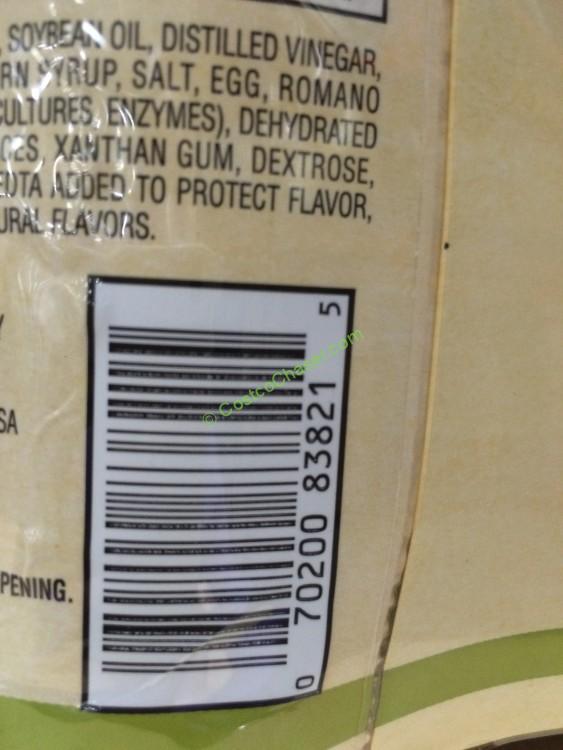 , SOYBEAN OIL, DISTILLED VINEGAR,
RN SYRUP, SALT, EGG, ROMANO
CULTURES, ENZYMES), DEHYDRATED
CES, XANTHAN GUM, DEXTROSE,
EDTA ADDED TO PROTECT FLAVOR,
URAL FLAVORS.
Y
SA
PENING.
0 70200 83821 5
© CostcoChaser.com